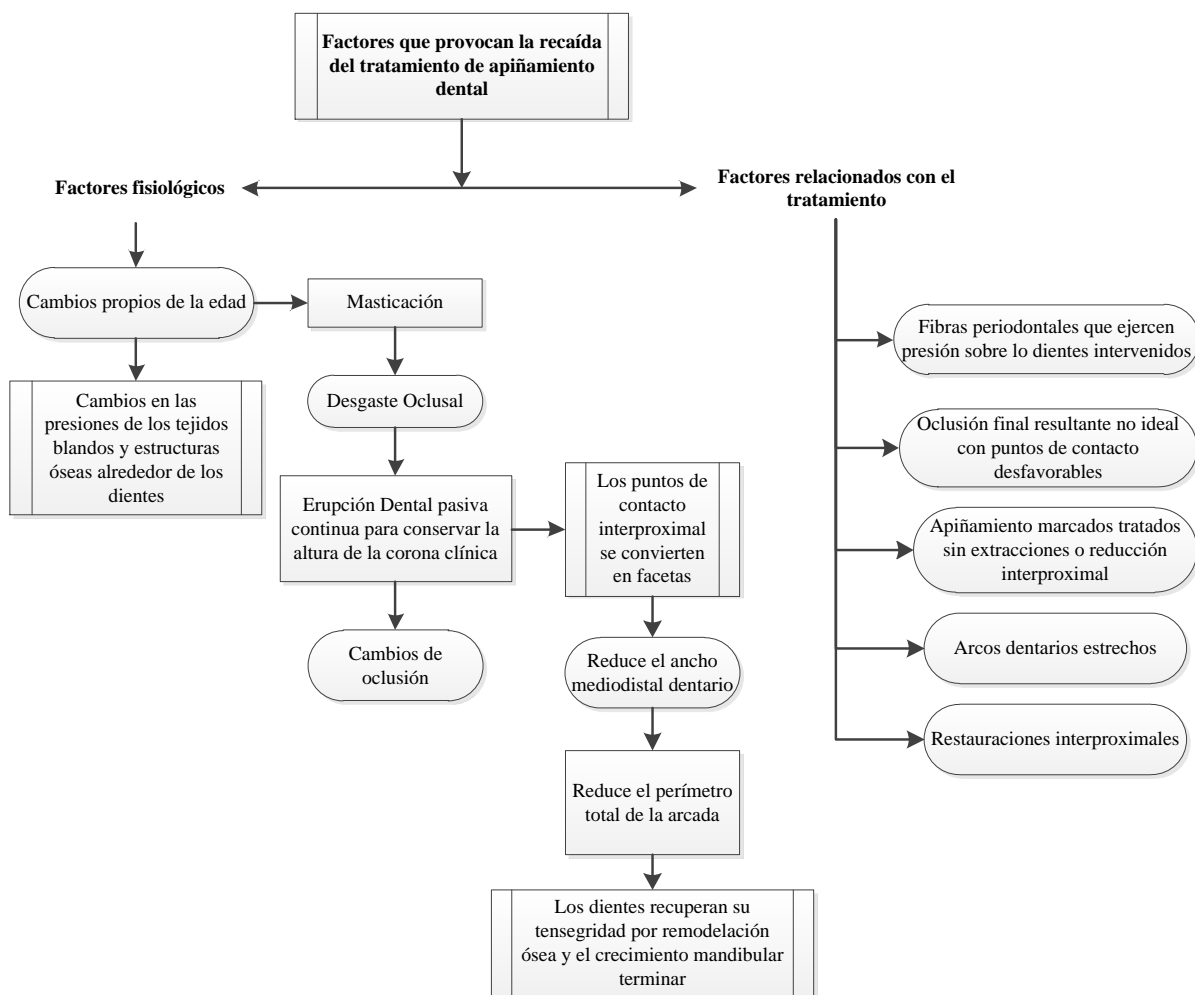 Factores que provocan la recaída
del tratamiento de apiñamiento
dental
Factores fisiológicos
Factores relacionados con el
tratamiento
Cambios propios de la edad
Masticación
Cambios en las
presiones de los tejidos
blandos y estructuras
óseas alrededor de los
dientes
Desgaste Oclusal
Erupción Dental pasiva
continua para conservar la
altura de la corona clínica
Los puntos de
contacto
interproximal
se convierten
en facetas
Cambios de
oclusión
Reduce el ancho
mediodistal dentario
Reduce el perímetro
total de la arcada
Los dientes recuperan su
tensegridad por remodelación
ósea y el crecimiento mandibular
terminar
Fibras periodontales que ejercen
presión sobre lo dientes intervenidos
Oclusión final resultante no ideal
con puntos de contacto
desfavorables
Apiñamiento marcados tratados
sin extracciones o reducción
interproximal
Arcos dentarios estrechos
Restauraciones interproximales